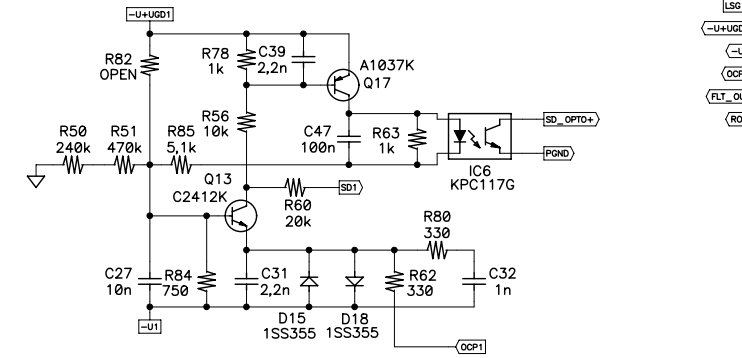 -U+UGD1
R82
OPEN
R78
1k
C39
2,2n
A1037K
Q17
R56
10k
R50
240k
R51
470k
R85
5,1k
C47
100n
R63
1k
SD_OPTO+
PGND
IC6
KPC117G
Q13
C2412K
SD1
R60
20k
R80
330
C27
10n
R84
750
C31
2,2n
R62
330
C32
1n
D15
1SS355
D18
1SS355
-U1
OCP1
LSG
-U+UGD
-U
OCP
FLT_OU
RO